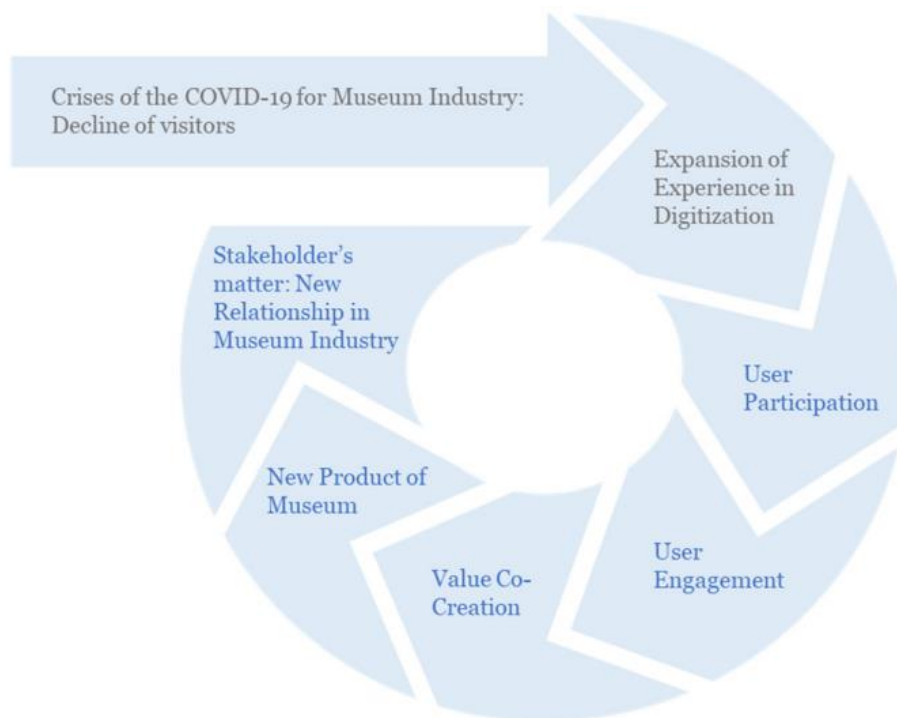 Crises of the COVID-19 for Museum Industry:
Decline of visitors
Expansion of
Experience in
Digitization
User
Participation
User
Engagement
Value Co-
Creation
New Product of
Museum
Stakeholder’s
matter: New
Relationship in
Museum Industry